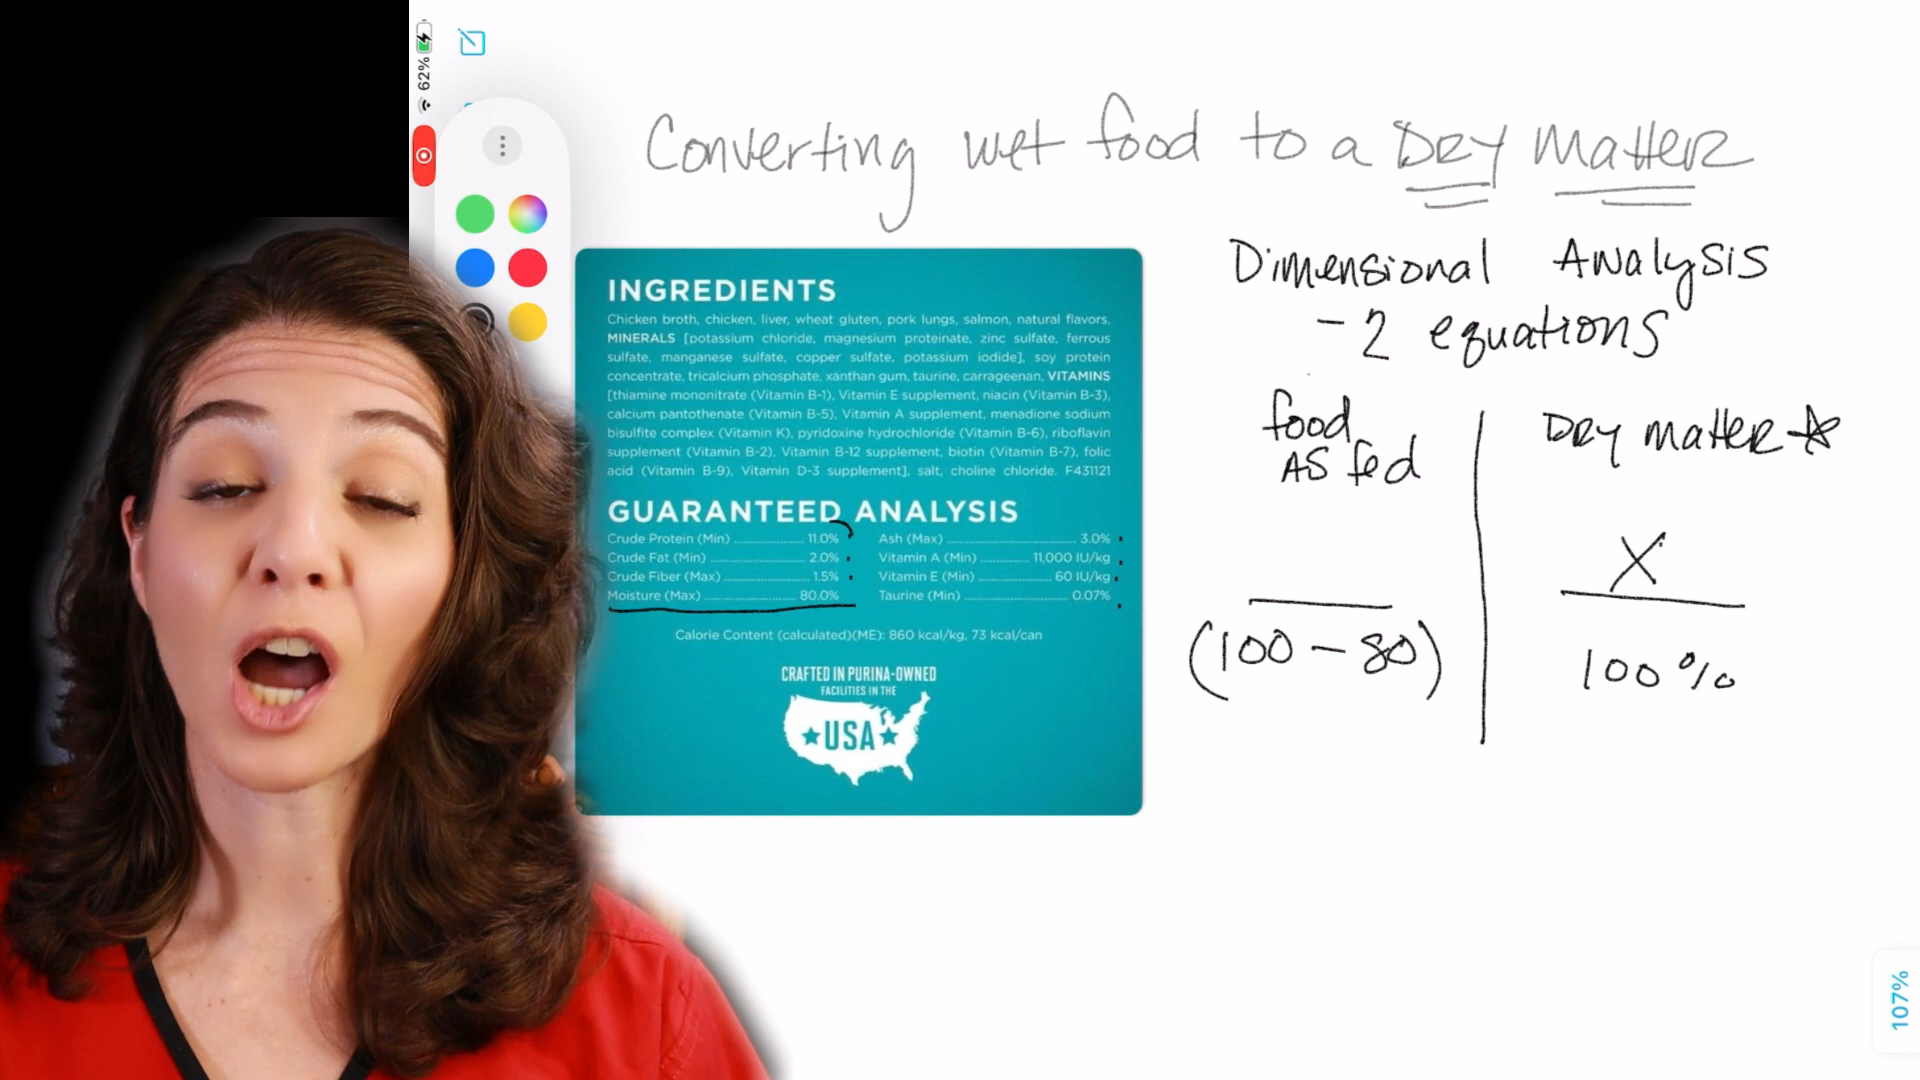 62%
Converting wet food to a DRY Matter
Dimensional Analysis
- 2 equations
INGREDIENTS
Chicken broth, chicken, liver, wheat gluten, pork lungs, salmon, natural flavors,
MINERALS [potassium chloride, magnesium proteinate, zinc sulfate, ferrous
sulfate, manganese sulfate, copper sulfate, potassium iodide], soy protein
concentrate, tricalcium phosphate, xanthan gum, taurine, carrageenan, VITAMINS
[thiamine mononitrate (Vitamin B-1), Vitamin E supplement, niacin (Vitamin B-3),
calcium pantothenate (Vitamin B-5), Vitamin A supplement, menadione sodium
bisulfite complex (Vitamin K), pyridoxine hydrochloride (Vitamin B-6), riboflavin
supplement (Vitamin B-2), Vitamin B-12 supplement, biotin (Vitamin B-7), folic
acid (Vitamin B-9), Vitamin D-3 supplement], salt, choline chloride. F431121
GUARANTEED ANALYSIS
Crude Protein (Min) 11.0%
Crude Fat (Min) 2.0%
Crude Fiber (Max) 1.5%
Moisture (Max) 80.0%
Ash (Max) 3.0%
Vitamin A (Min) 11,000 IU/kg
Vitamin E (Min) 60 IU/kg
Taurine (Min) 0.07%
Calorie Content (calculated)(ME): 860 kcal/kg, 73 kcal/can
CRAFTED IN PURINA-OWNED
FACILITIES IN THE
USA
food
AS fed
(100 - 80)
DRY matter
X
100%
107%